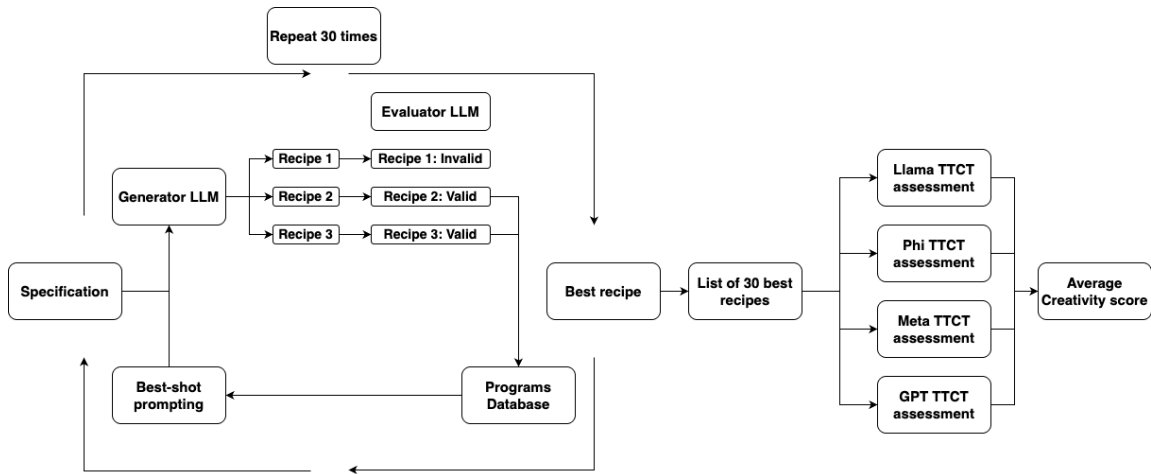 Repeat 30 times
Evaluator LLM
Recipe 1
Recipe 1: Invalid
Generator LLM
Recipe 2
Recipe 2: Valid
Recipe 3
Recipe 3: Valid
Specification
Best-shot
prompting
Programs
Database
Best recipe
List of 30 best
recipes
Llama TTCT
assessment
Phi TTCT
assessment
Meta TTCT
assessment
GPT TTCT
assessment
Average
Creativity score